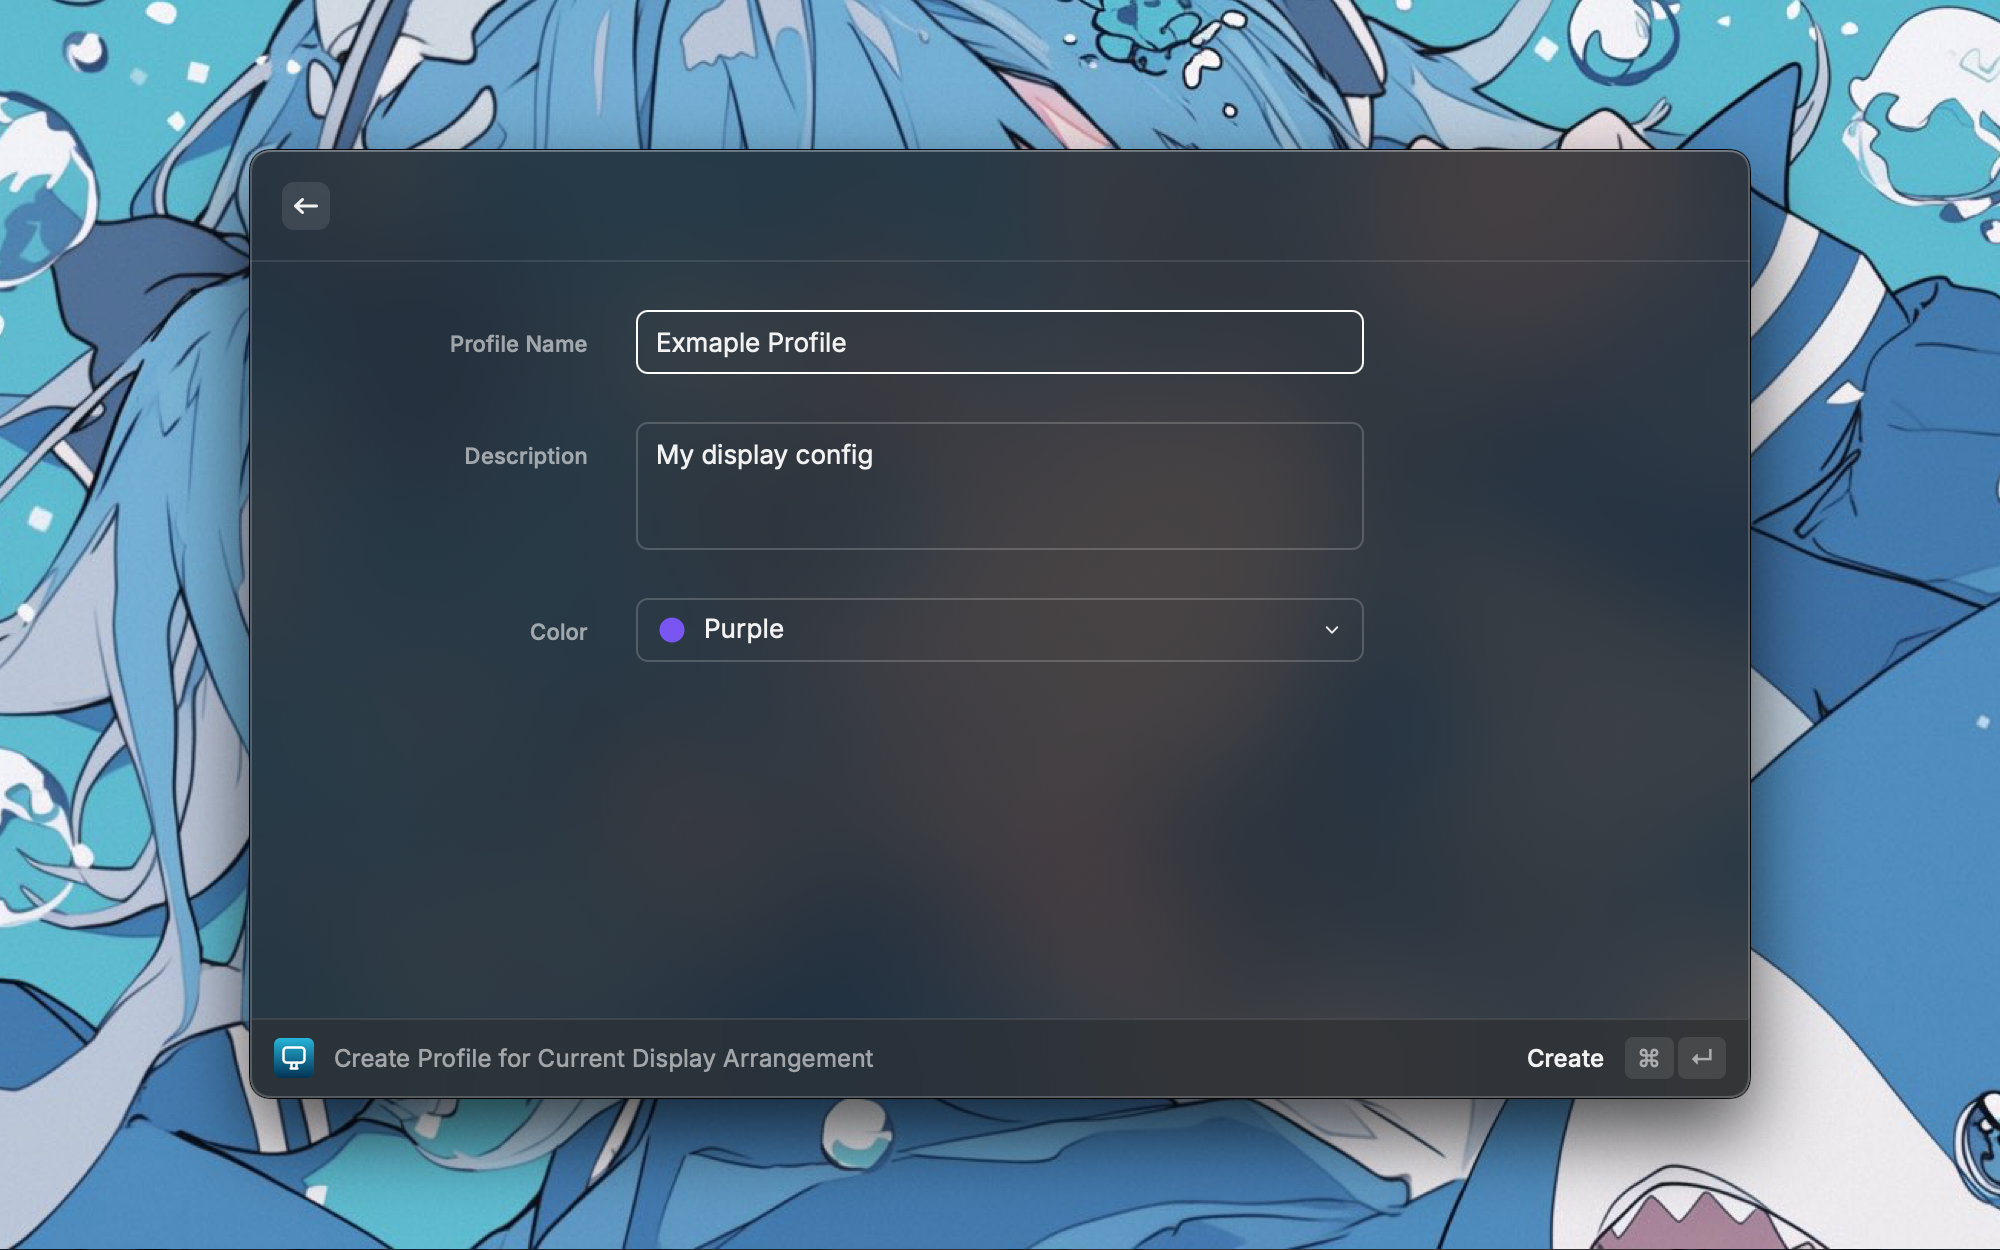 Profile Name
Exmaple Profile
Description
My display config
Color
Purple
Create Profile for Current Display Arrangement
Create ⌘ ↵